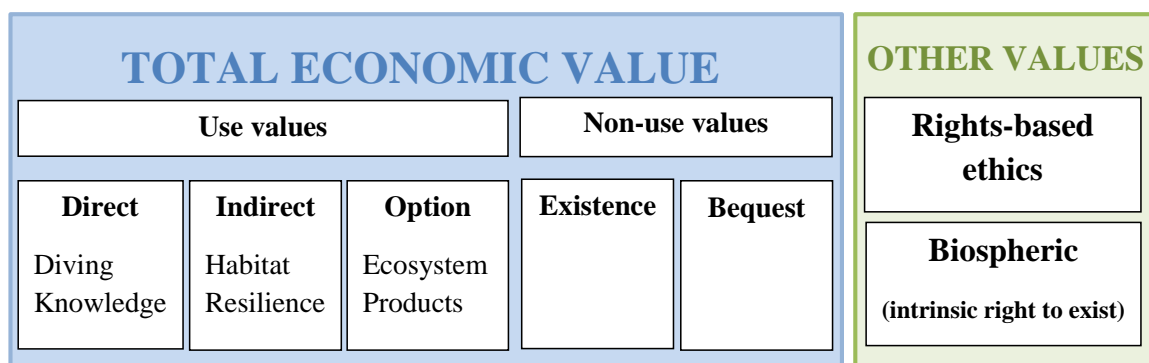 TOTAL ECONOMIC VALUE
Use values
Non-use values
Direct
Diving
Knowledge
Indirect
Habitat
Resilience
Option
Ecosystem
Products
Existence
Bequest
OTHER VALUES
Rights-based
ethics
Biospheric
(intrinsic right to exist)